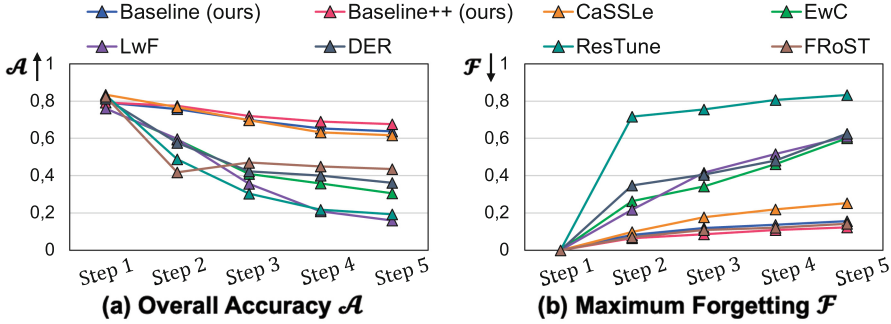 Baseline (ours) Baseline++ (ours) CaSSLe EwC
LwF DER ResTune FRoST
𝒜 ↑ 1 ℱ ↓ 1
0,8 0,8
0,6 0,6
0,4 0,4
0,2 0,2
0 0
Step 1 Step 2 Step 3 Step 4 Step 5 Step 1 Step 2 Step 3 Step 4 Step 5
(a) Overall Accuracy 𝒜 (b) Maximum Forgetting ℱ